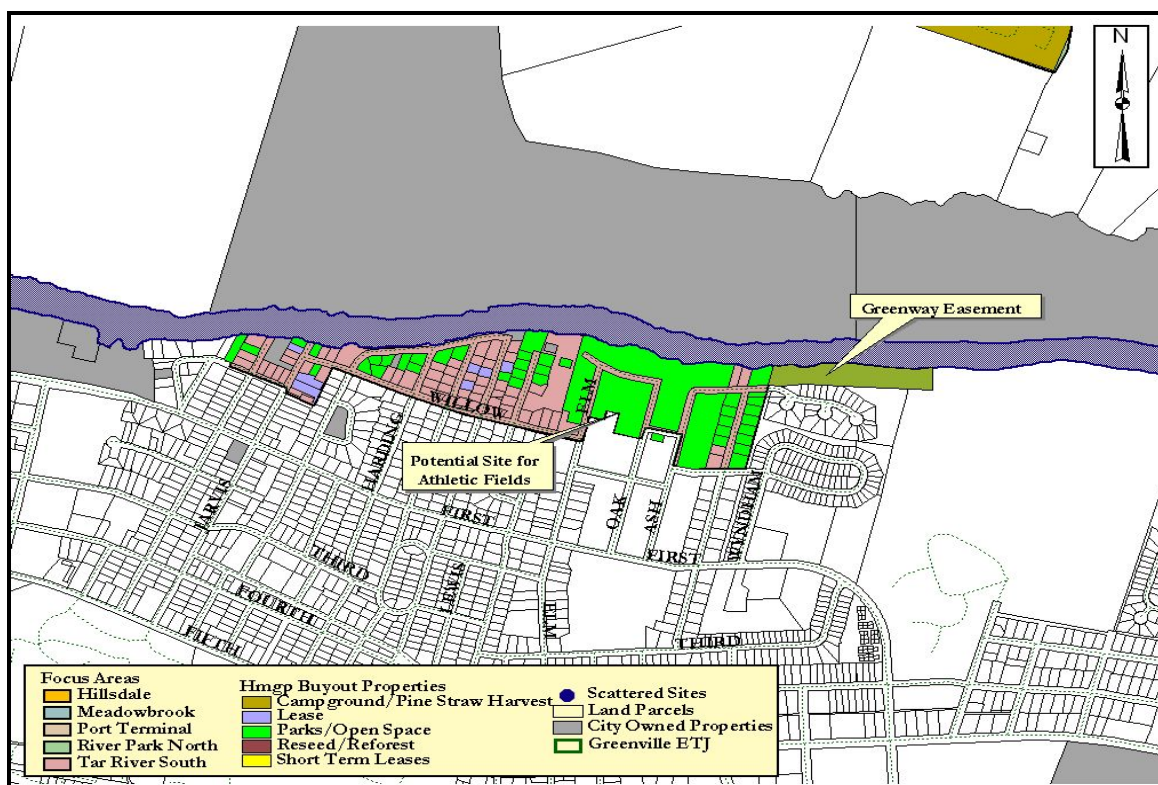 N
Greenway Easement
WILLOW
ELM
Potential Site for
Athletic Fields
HARDING
JARVIS
FIRST
OAK
ASH
WYNDHAM
FIRST
THIRD
LEWIS
FOURTH
ELM
THIRD
FIFTH
Focus Areas
Hillsdale
Meadowbrook
Port Terminal
River Park North
Tar River South
Hmgp Buyout Properties
Campground/Pine Straw Harvest
Lease
Parks/Open Space
Reseed/Reforest
Short Term Leases
Scattered Sites
Land Parcels
City Owned Properties
Greenville ETJ